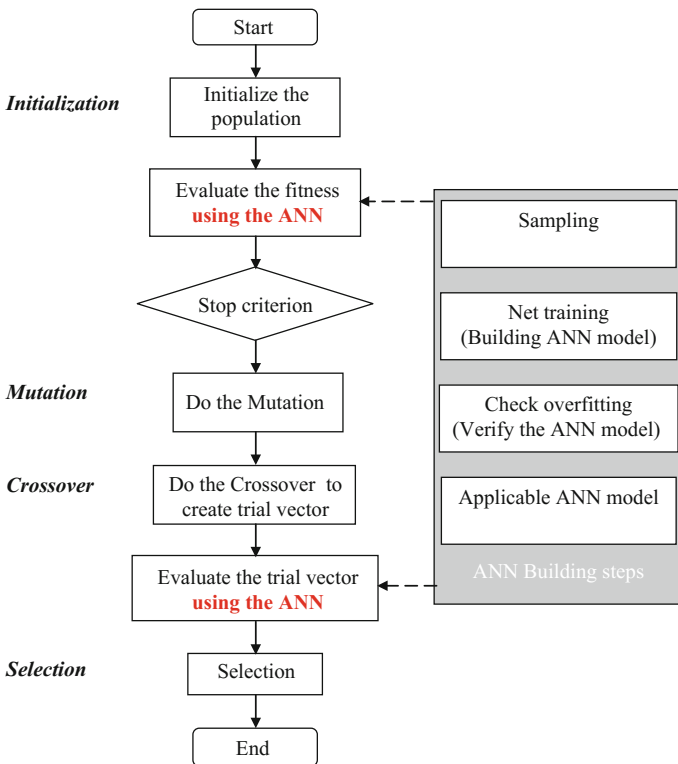 Start
Initialization
Initialize the
population
Evaluate the fitness
using the ANN
Stop criterion
Mutation
Do the Mutation
Crossover
Do the Crossover to
create trial vector
Evaluate the trial vector
using the ANN
Selection
Selection
End
Sampling
Net training
(Building ANN model)
Check overfitting
(Verify the ANN model)
Applicable ANN model
ANN Building steps